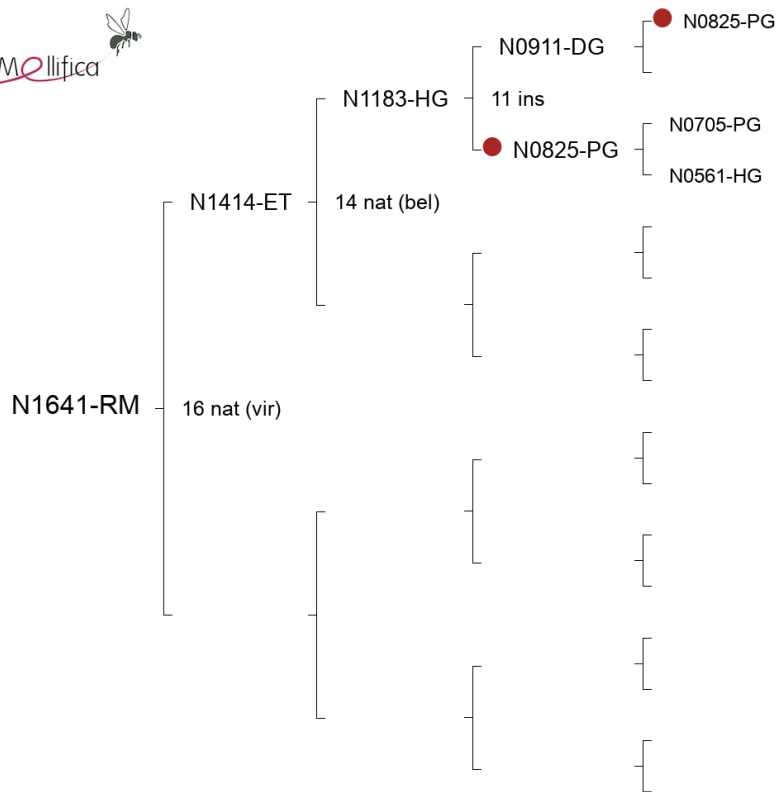 Mellifica
N0825-PG
N0911-DG
N1183-HG
11 ins
N0705-PG
N0825-PG
N0561-HG
N1414-ET
14 nat (bel)
N1641-RM
16 nat (vir)